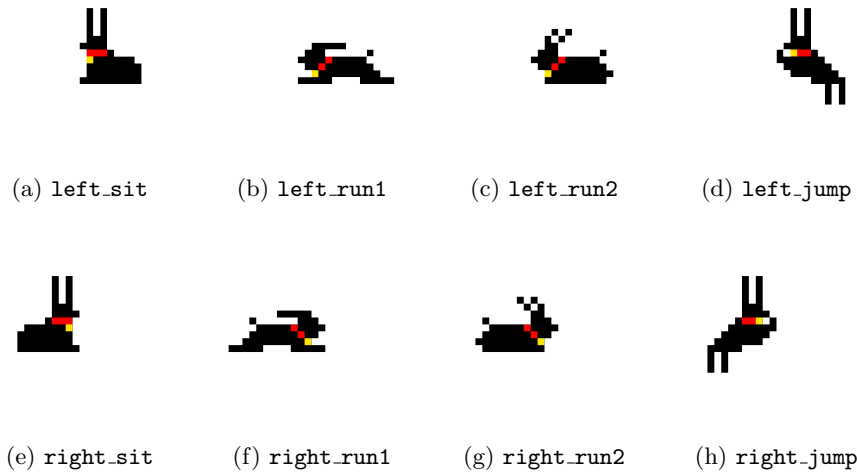 (a) left_sit
(b) left_run1
(c) left_run2
(d) left_jump
(e) right_sit
(f) right_run1
(g) right_run2
(h) right_jump